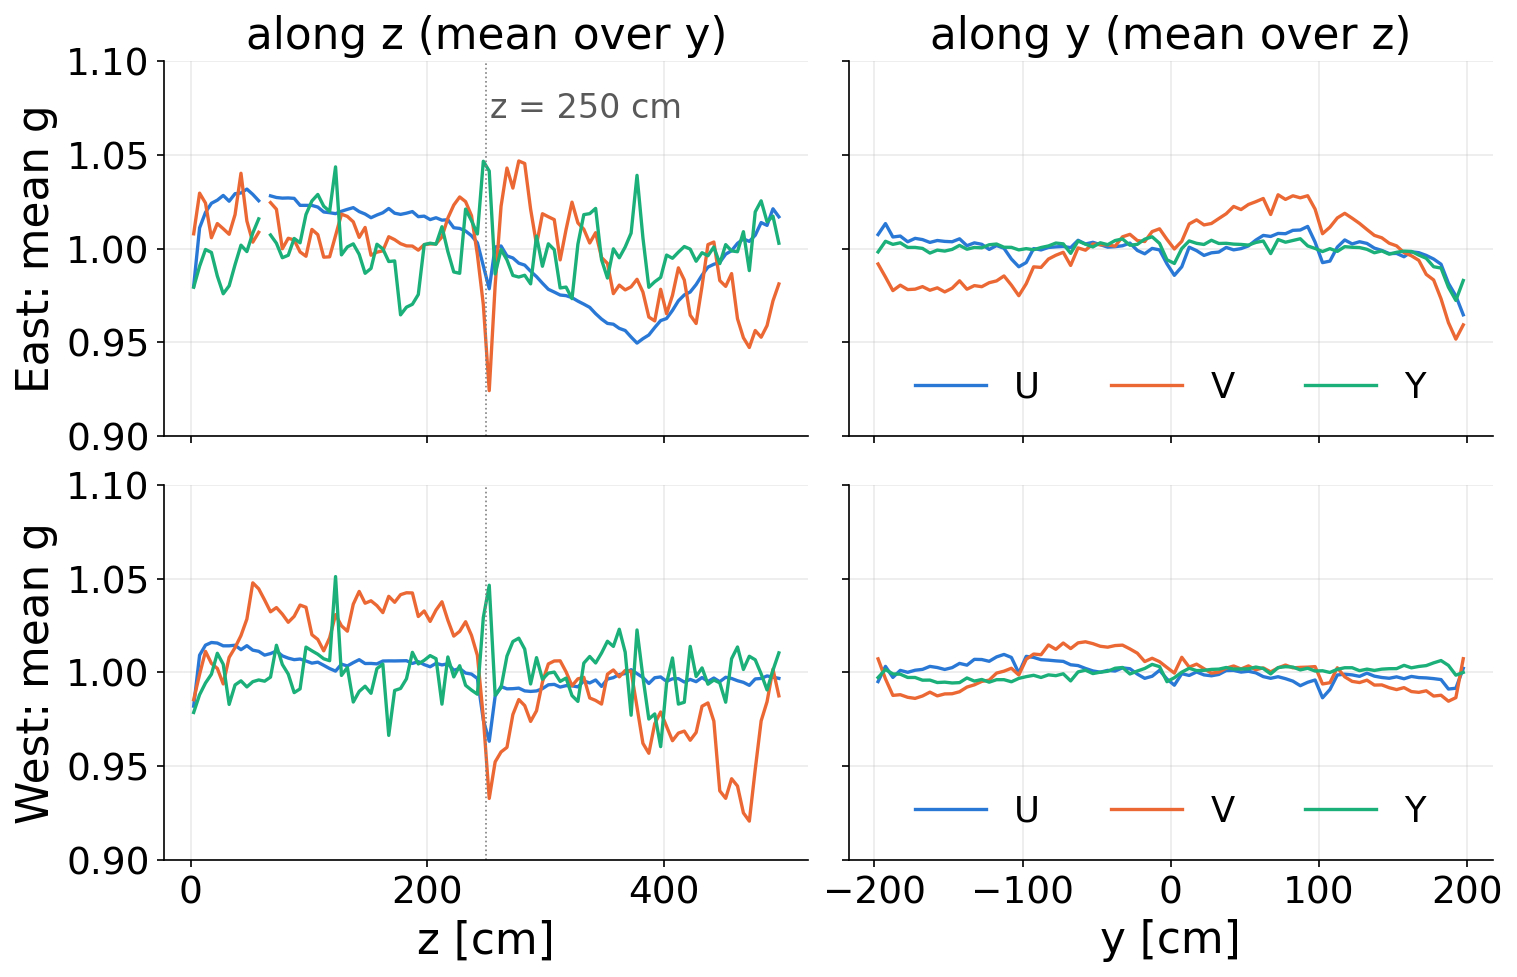 along z (mean over y)
along y (mean over z)
East: mean g
1.10
1.05
1.00
0.95
0.90
z = 250 cm
U V Y
West: mean g
1.10
1.05
1.00
0.95
0.90
U V Y
0 200 400
z [cm]
−200 −100 0 100 200
y [cm]